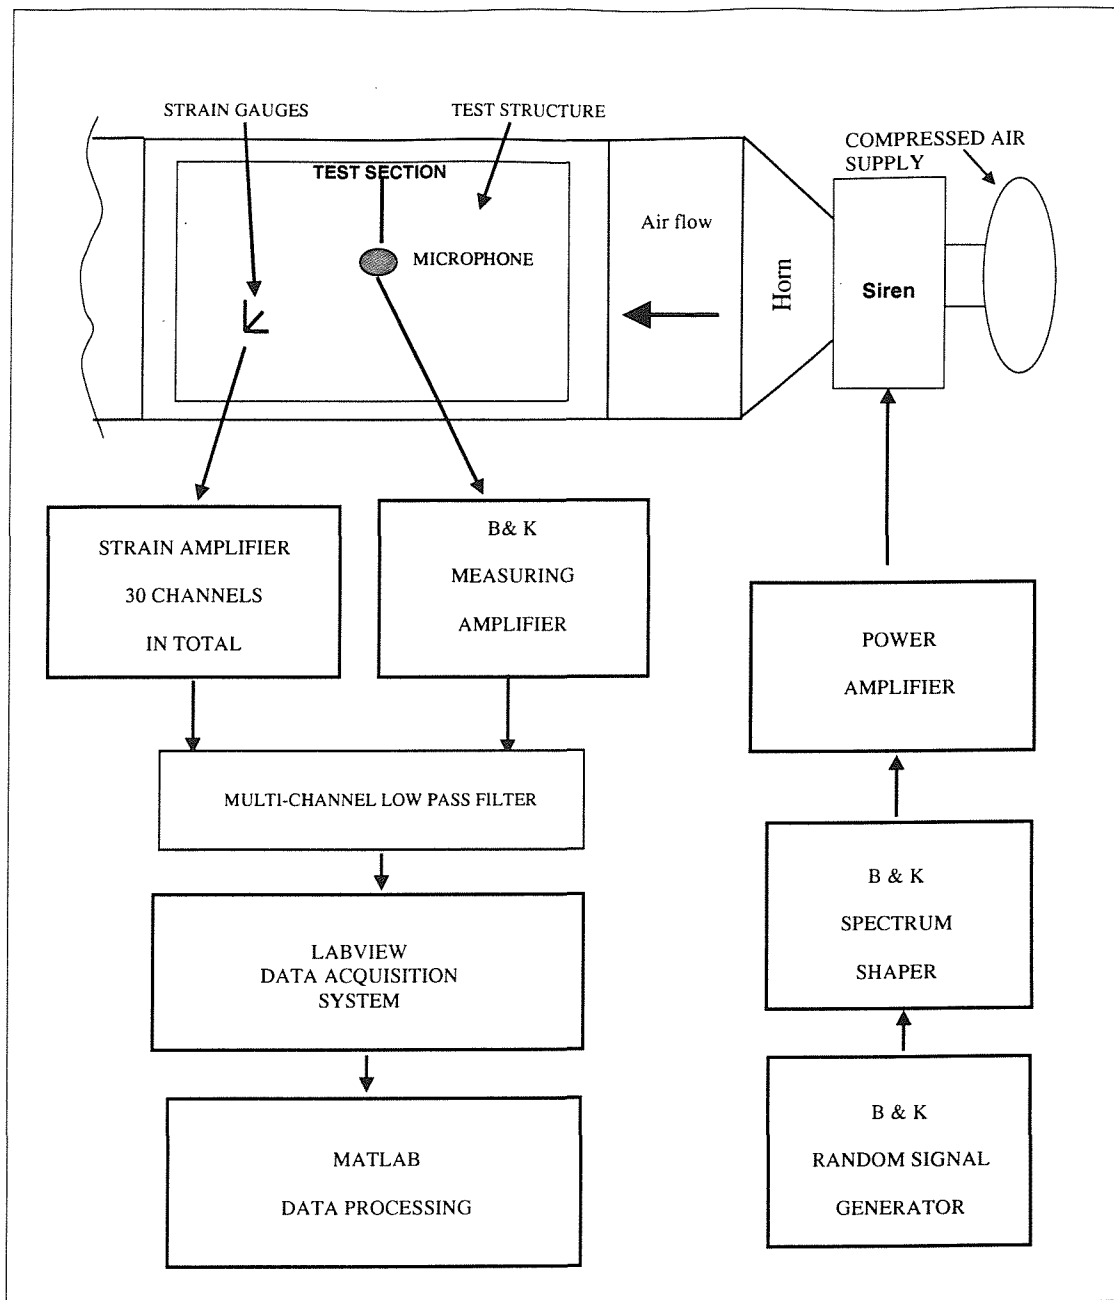 STRAIN GAUGES
TEST STRUCTURE
COMPRESSED AIR
SUPPLY
TEST SECTION
Air flow
MICROPHONE
Horn
Siren
STRAIN AMPLIFIER
30 CHANNELS
IN TOTAL
B& K
MEASURING
AMPLIFIER
POWER
AMPLIFIER
MULTI-CHANNEL LOW PASS FILTER
B & K
SPECTRUM
SHAPER
LABVIEW
DATA ACQUISITION
SYSTEM
B & K
RANDOM SIGNAL
GENERATOR
MATLAB
DATA PROCESSING